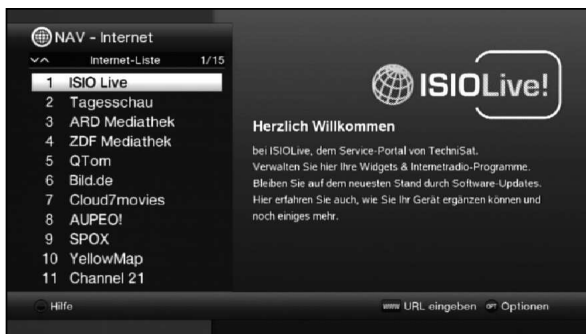 NAV - Internet
Internet-Liste 1/15
1 ISIO Live
2 Tagesschau
3 ARD Mediathek
4 ZDF Mediathek
5 QTom
6 Bild.de
7 Cloud7movies
8 AUPEO!
9 SPOX
10 YellowMap
11 Channel 21
ISIOLive!
Herzlich Willkommen
bei ISIOLive, dem Service-Portal von TechniSat.
Verwalten Sie hier Ihre Widgets & Internetradio-Programme.
Bleiben Sie auf dem neuesten Stand durch Software-Updates.
Hier erfahren Sie auch, wie Sie Ihr Gerät ergänzen können und
noch einiges mehr.
Hilfe
WWW URL eingeben OPT Optionen